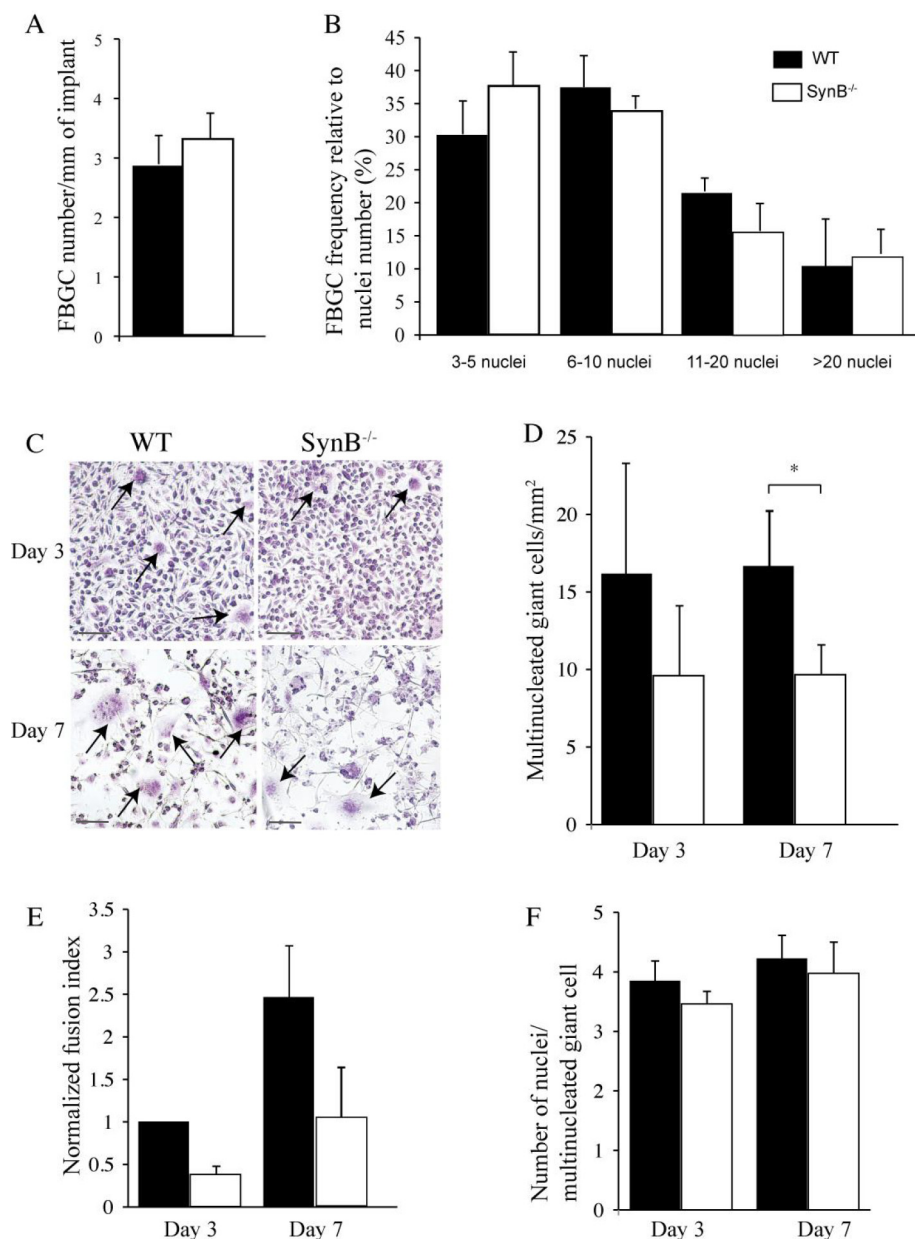 A
FBGC number/mm of implant
5
4
3
2
1
0
B
FBGC frequency relative to
nuclei number (%)
45
40
35
30
25
20
15
10
5
0
WT
SynB-/-
3-5 nuclei
6-10 nuclei
11-20 nuclei
>20 nuclei
C
WT
SynB-/-
Day 3
Day 7
D
Multinucleated giant cells/mm2
25
20
15
10
5
0
*
Day 3
Day 7
E
Normalized fusion index
3.5
3
2.5
2
1.5
1
0.5
0
Day 3
Day 7
F
Number of nuclei/
multinucleated giant cell
5
4
3
2
1
0
Day 3
Day 7